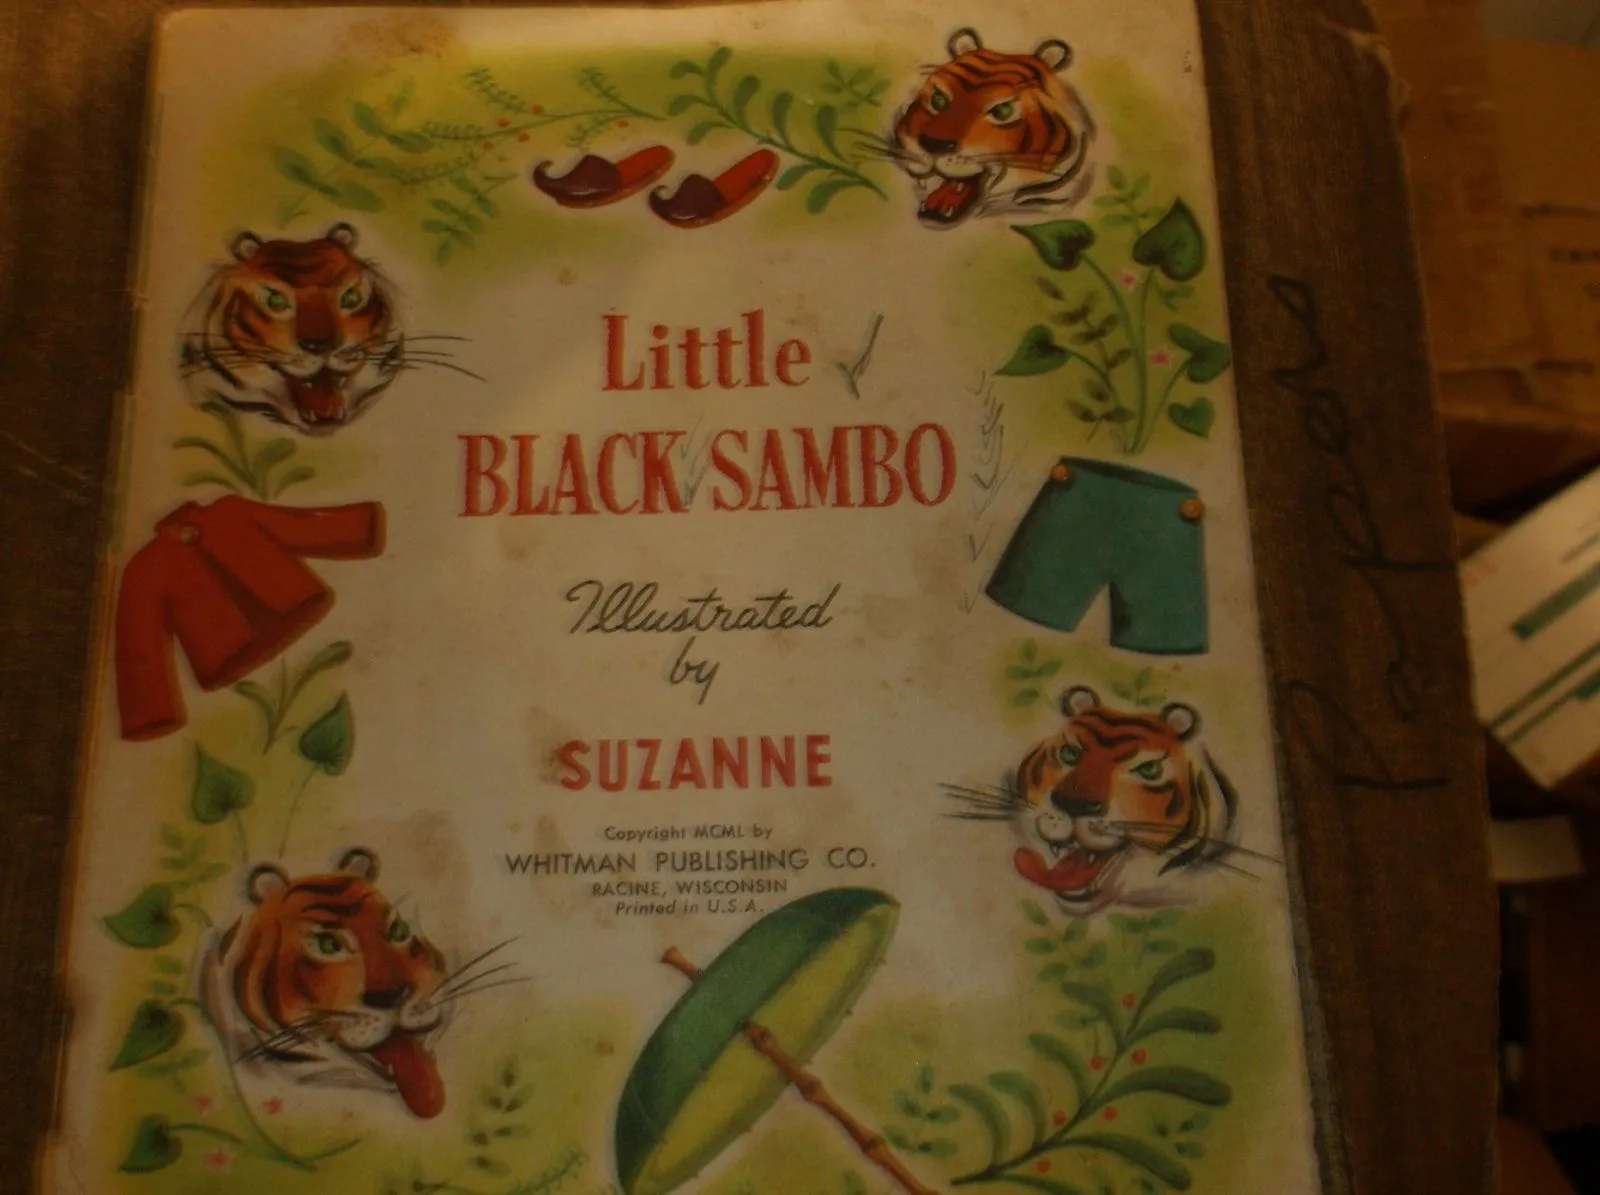 Little
BLACK SAMBO
Illustrated
by
SUZANNE
Copyright MCML by
WHITMAN PUBLISHING CO.
RACINE, WISCONSIN
Printed in U.S.A.